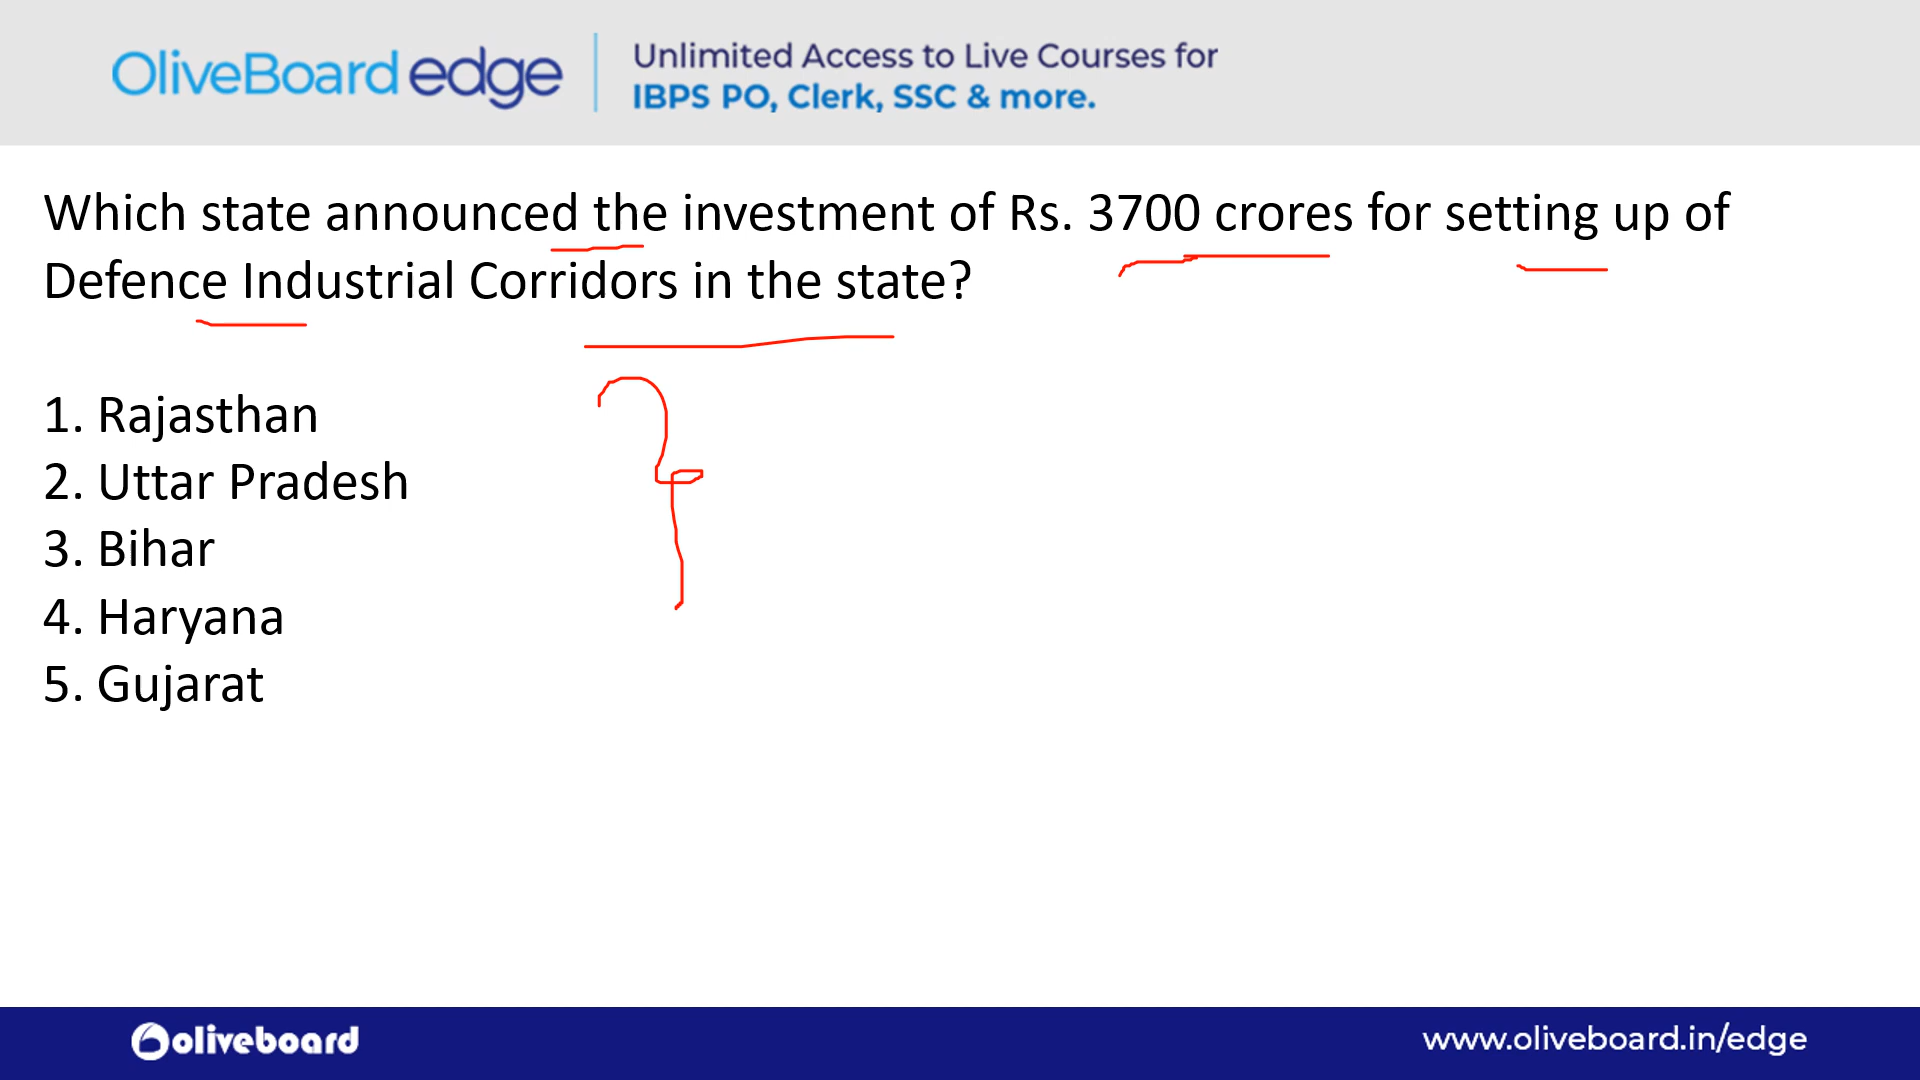 OliveBoard edge
Unlimited Access to Live Courses for
IBPS PO, Clerk, SSC & more.
Which state announced the investment of Rs. 3700 crores for setting up of
Defence Industrial Corridors in the state?
1. Rajasthan
2. Uttar Pradesh
3. Bihar
4. Haryana
5. Gujarat
oliveboard
www.oliveboard.in/edge